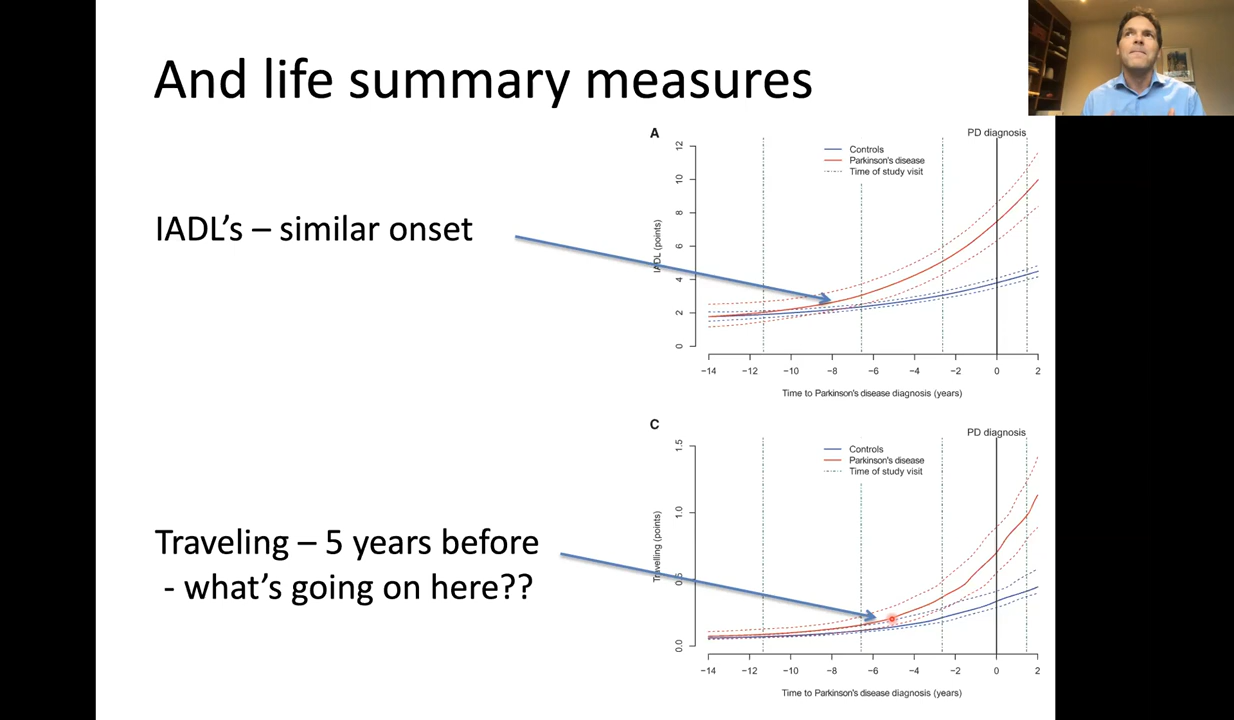 And life summary measures
IADL's – similar onset
A
PD diagnosis
Controls
Parkinson's disease
Time of study visit
IADL (points)
12
10
8
6
4
2
0
−14 −12 −10 −8 −6 −4 −2 0 2
Time to Parkinson's disease diagnosis (years)
Traveling – 5 years before
- what's going on here??
C
PD diagnosis
Controls
Parkinson's disease
Time of study visit
Travelling (points)
1.5
1.0
0.5
0.0
−14 −12 −10 −8 −6 −4 −2 0 2
Time to Parkinson's disease diagnosis (years)